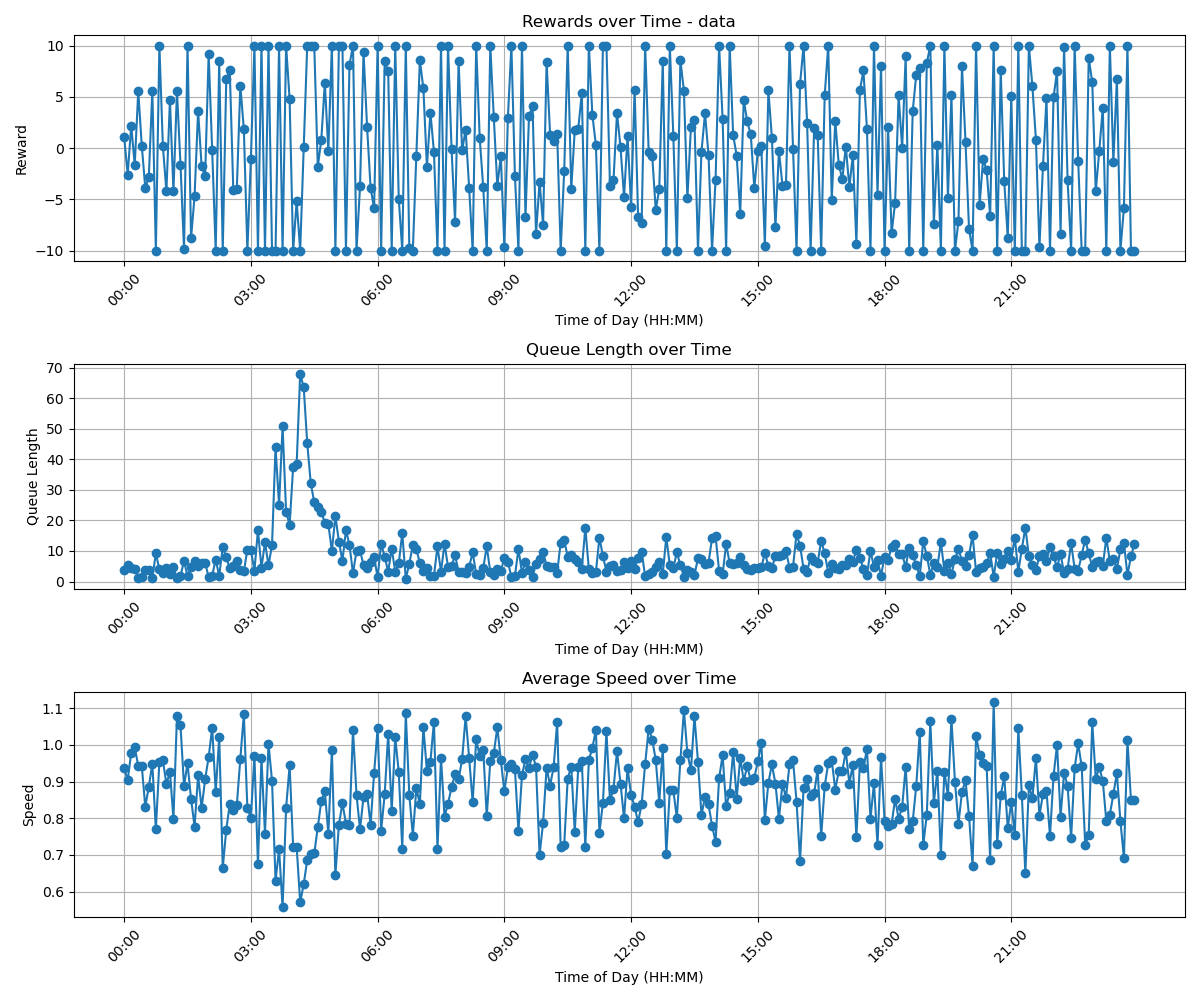 Rewards over Time - data
Reward
10
5
0
−5
−10
00:00 03:00 06:00 09:00 12:00 15:00 18:00 21:00
Time of Day (HH:MM)
Queue Length over Time
Queue Length
70
60
50
40
30
20
10
0
00:00 03:00 06:00 09:00 12:00 15:00 18:00 21:00
Time of Day (HH:MM)
Average Speed over Time
Speed
1.1
1.0
0.9
0.8
0.7
0.6
00:00 03:00 06:00 09:00 12:00 15:00 18:00 21:00
Time of Day (HH:MM)